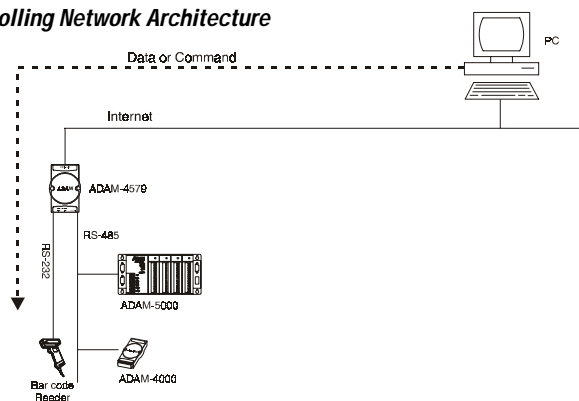 olling Network Architecture
PC
Data or Command
Internet
ADAM
ADAM-4579
RS-485
RS-232
ADAM-5000
ADAM-4000
Bar code
Reader